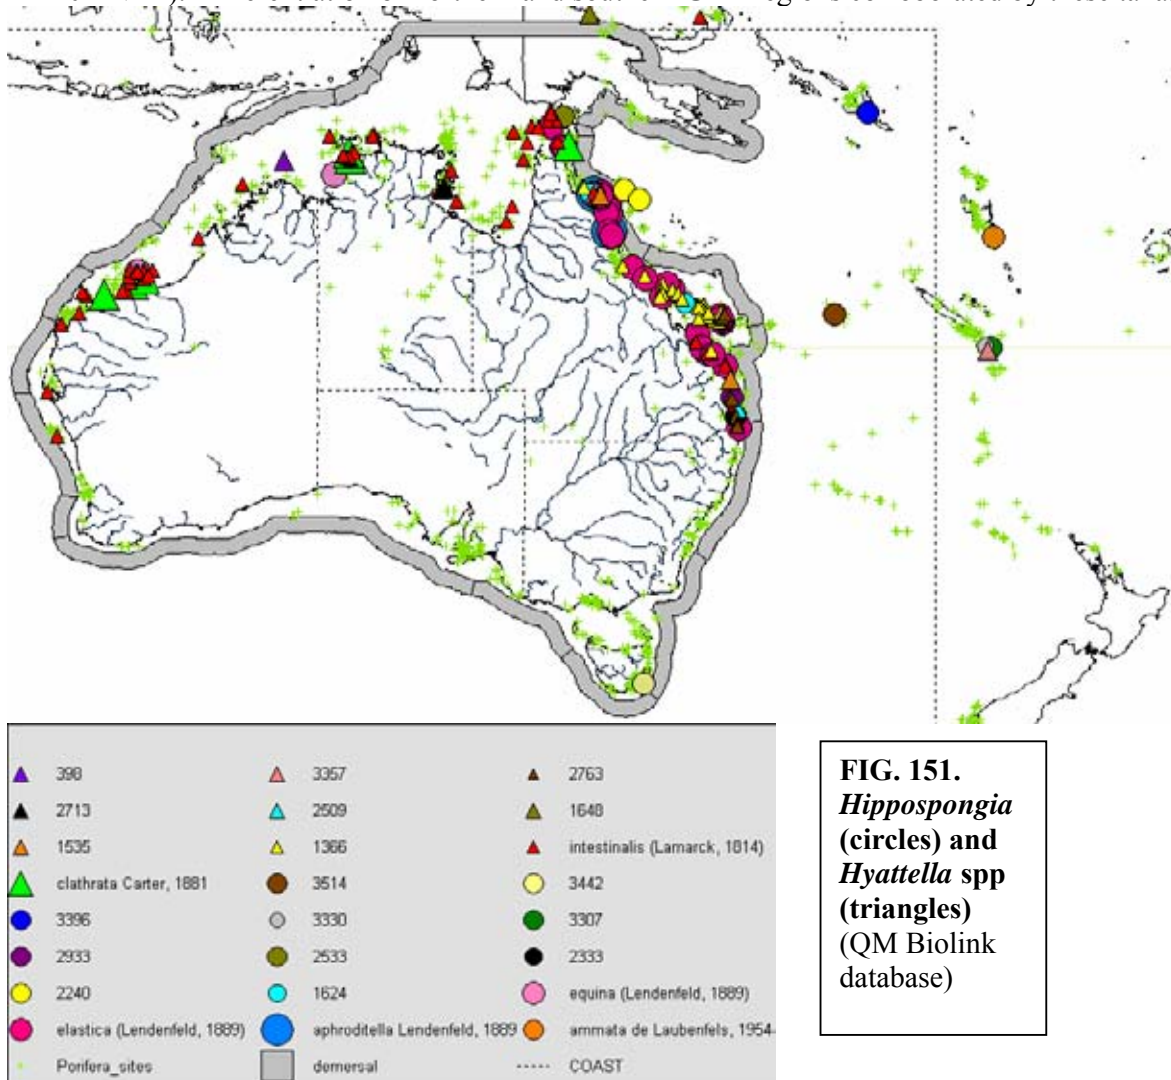 398
3357
2763
2713
2509
1648
1535
1366
intestinalis (Lamarck, 1814)
clathrata Carter, 1881
3514
3442
3396
3330
3307
2933
2533
2333
2240
1624
equina (Lendenfeld, 1889)
elastica (Lendenfeld, 1889)
aphroditella Lendenfeld, 1889
ammata de Laubenfels, 1954
Porifera_sites
demersal
COAST
FIG. 151.
Hippospongia
(circles) and
Hyattella spp
(triangles)
(QM Biolink
database)